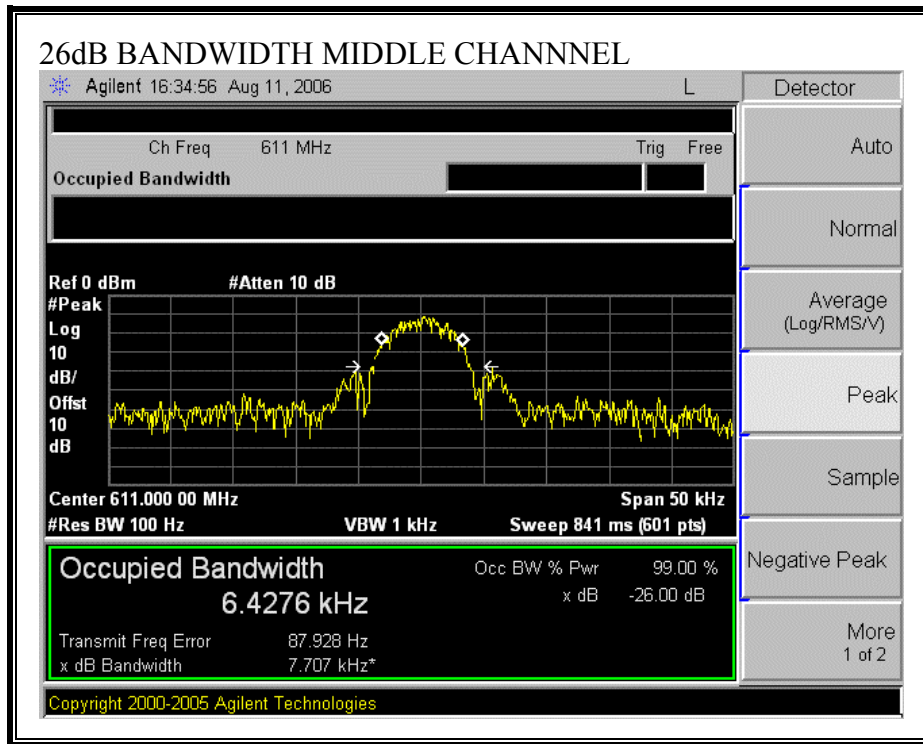 26dB BANDWIDTH MIDDLE CHANNNEL
Agilent 16:34:56 Aug 11, 2006 L
Detector
Ch Freq 611 MHz Trig Free
Occupied Bandwidth
Ref 0 dBm #Atten 10 dB
#Peak
Log
10
dB/
Offst
10
dB
Center 611.000 00 MHz Span 50 kHz
#Res BW 100 Hz VBW 1 kHz Sweep 841 ms (601 pts)
Occupied Bandwidth
6.4276 kHz
Occ BW % Pwr 99.00 %
x dB -26.00 dB
Transmit Freq Error 87.928 Hz
x dB Bandwidth 7.707 kHz*
Copyright 2000-2005 Agilent Technologies
Auto
Normal
Average
(Log/RMS/V)
Peak
Sample
Negative Peak
More
1 of 2